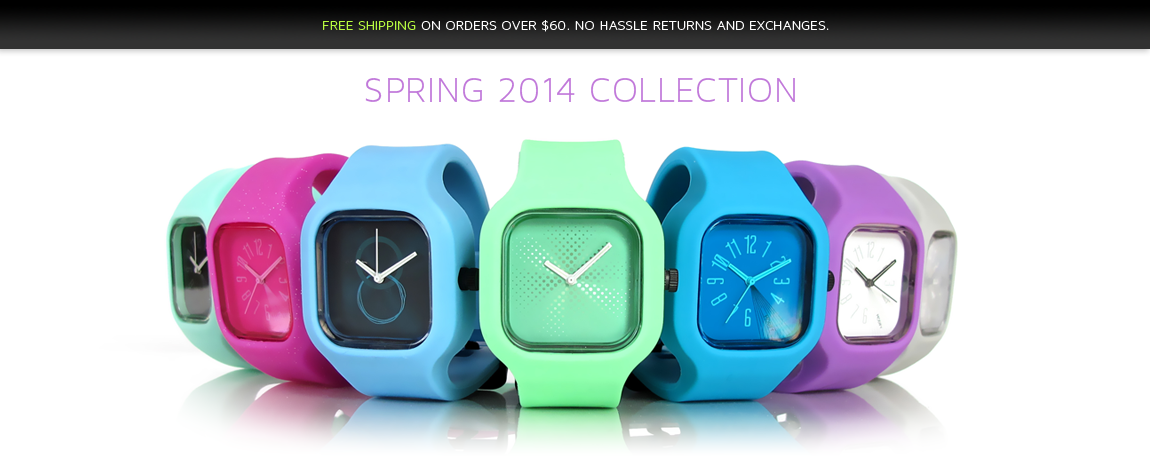 FREE SHIPPING ON ORDERS OVER $60. NO HASSLE RETURNS AND EXCHANGES.
SPRING 2014 COLLECTION